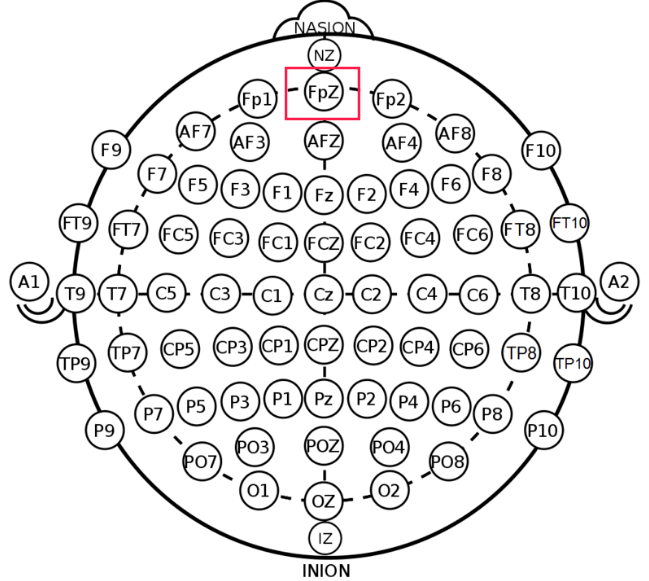 NASION
NZ
Fp1 FpZ Fp2
AF7 AF3 AFZ AF4 AF8
F9 F10
F7 F5 F3 F1 Fz F2 F4 F6 F8
FT9 FT7 FC5 FC3 FC1 FCZ FC2 FC4 FC6 FT8 FT10
A1 T9 T7 C5 C3 C1 Cz C2 C4 C6 T8 T10 A2
TP9 TP7 CP5 CP3 CP1 CPZ CP2 CP4 CP6 TP8 TP10
P7 P5 P3 P1 Pz P2 P4 P6 P8
P9 P10
PO7 PO3 POZ PO4 PO8
O1 OZ O2
IZ
INION